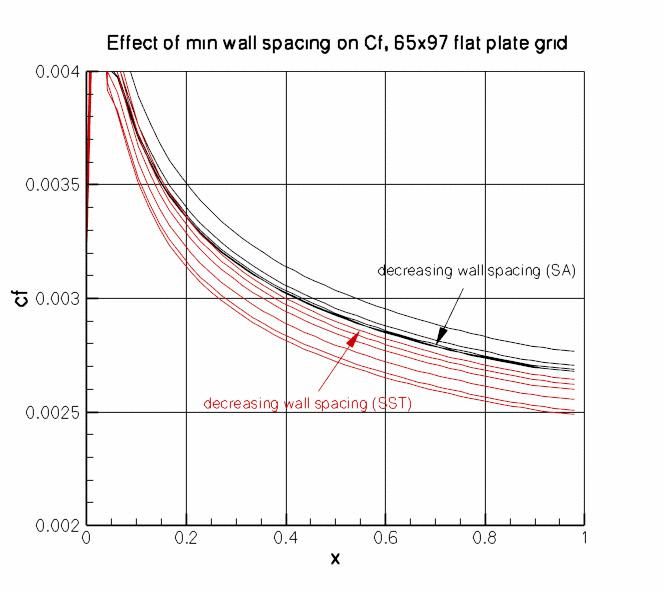 Effect of min wall spacing on Cf, 65x97 flat plate grid
0.004
0.0035
decreasing wall spacing (SA)
cf
0.003
decreasing wall spacing (SST)
0.0025
0.002
0 0.2 0.4 0.6 0.8 1
x